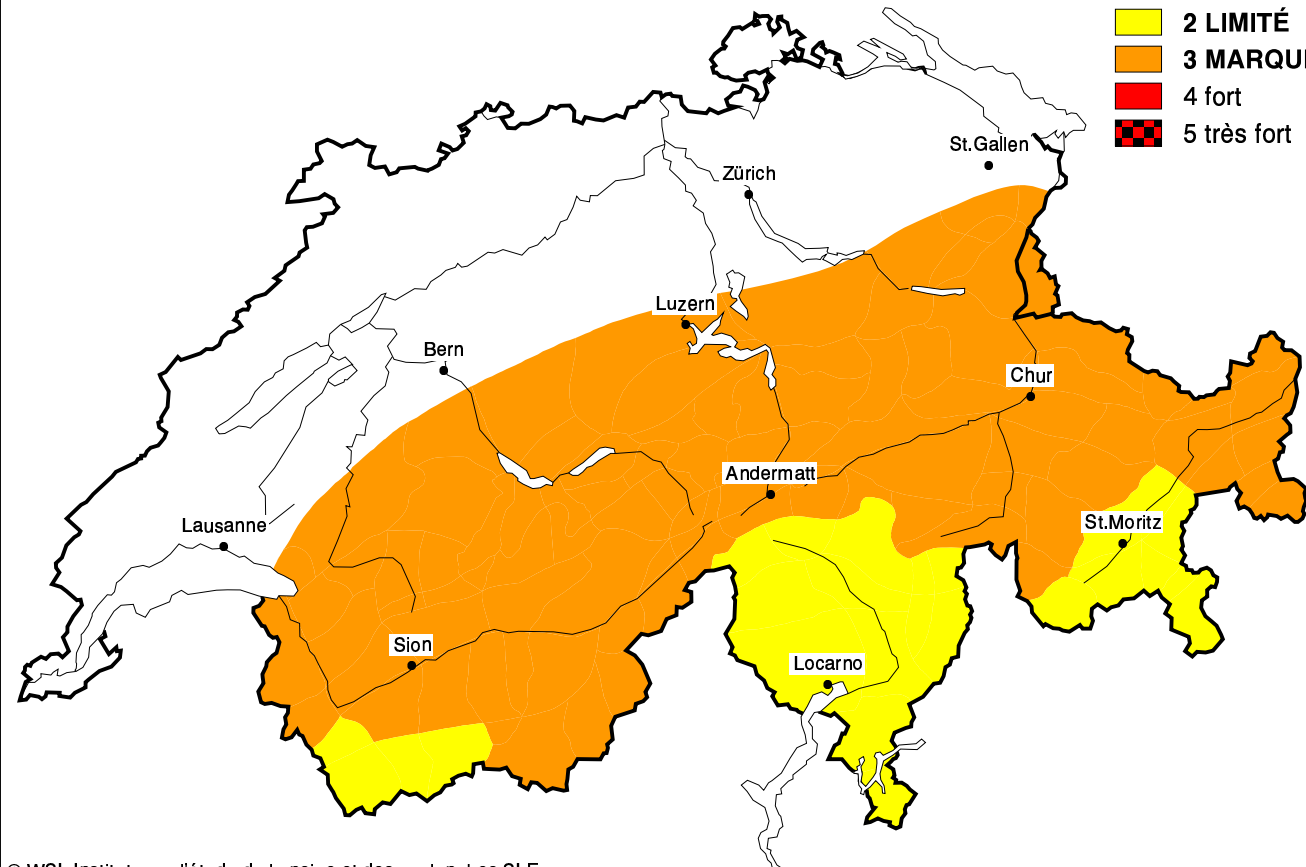 2 LIMITÉ
3 MARQU
4 fort
5 très fort
St.Gallen
Zürich
Luzern
Bern
Chur
Andermatt
St.Moritz
Lausanne
Sion
Locarno